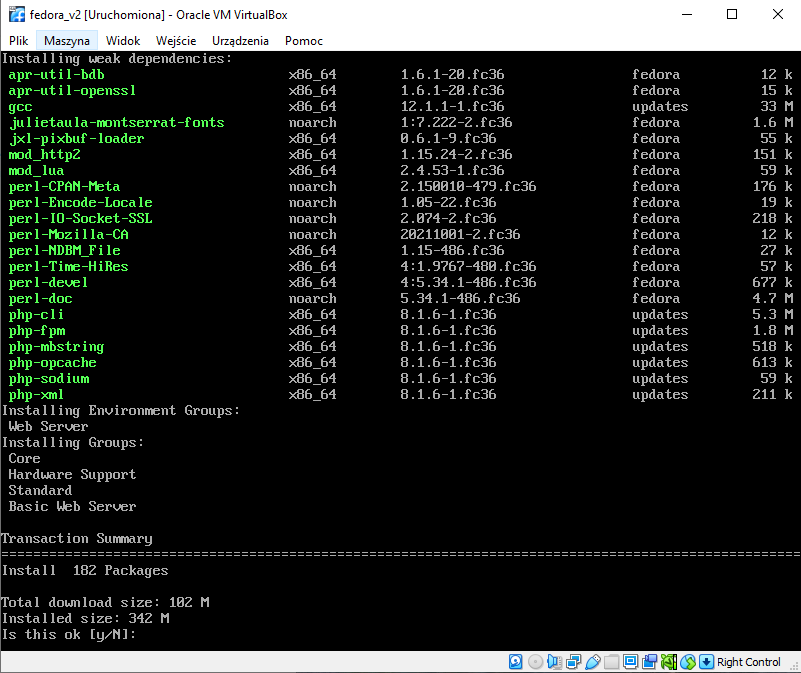 fedora_v2 [Uruchomiona] - Oracle VM VirtualBox
Plik Maszyna Widok Wejście Urządzenia Pomoc
Installing weak dependencies:
apr-util-bdb x86_64 1.6.1-20.fc36 fedora 12 k
apr-util-openssl x86_64 1.6.1-20.fc36 fedora 15 k
gcc x86_64 12.1.1-1.fc36 updates 33 M
julietaula-montserrat-fonts noarch 1:7.222-2.fc36 fedora 1.6 M
jxl-pixbuf-loader x86_64 0.6.1-9.fc36 fedora 55 k
mod_http2 x86_64 1.15.24-2.fc36 fedora 151 k
mod_lua x86_64 2.4.53-1.fc36 fedora 59 k
perl-CPAN-Meta noarch 2.150010-479.fc36 fedora 176 k
perl-Encode-Locale noarch 1.05-22.fc36 fedora 19 k
perl-IO-Socket-SSL noarch 2.074-2.fc36 fedora 218 k
perl-Mozilla-CA noarch 20211001-2.fc36 fedora 12 k
perl-NDBM_File x86_64 1.15-486.fc36 fedora 27 k
perl-Time-HiRes x86_64 4:1.9767-480.fc36 fedora 57 k
perl-devel x86_64 4:5.34.1-486.fc36 fedora 677 k
perl-doc noarch 5.34.1-486.fc36 fedora 4.7 M
php-cli x86_64 8.1.6-1.fc36 updates 5.3 M
php-fpm x86_64 8.1.6-1.fc36 updates 1.8 M
php-mbstring x86_64 8.1.6-1.fc36 updates 518 k
php-opcache x86_64 8.1.6-1.fc36 updates 613 k
php-sodium x86_64 8.1.6-1.fc36 updates 59 k
php-xml x86_64 8.1.6-1.fc36 updates 211 k
Installing Environment Groups:
Web Server
Installing Groups:
Core
Hardware Support
Standard
Basic Web Server
Transaction Summary
====================================================================================================
Install 182 Packages
Total download size: 102 M
Installed size: 342 M
Is this ok [y/N]:
Right Control